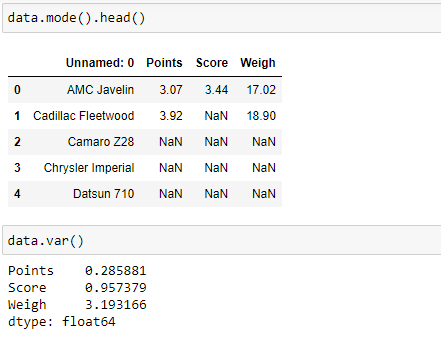 data.mode().head()
Unnamed: 0 Points Score Weigh
0 AMC Javelin 3.07 3.44 17.02
1 Cadillac Fleetwood 3.92 NaN 18.90
2 Camaro Z28 NaN NaN NaN
3 Chrysler Imperial NaN NaN NaN
4 Datsun 710 NaN NaN NaN
data.var()
Points 0.285881
Score 0.957379
Weigh 3.193166
dtype: float64